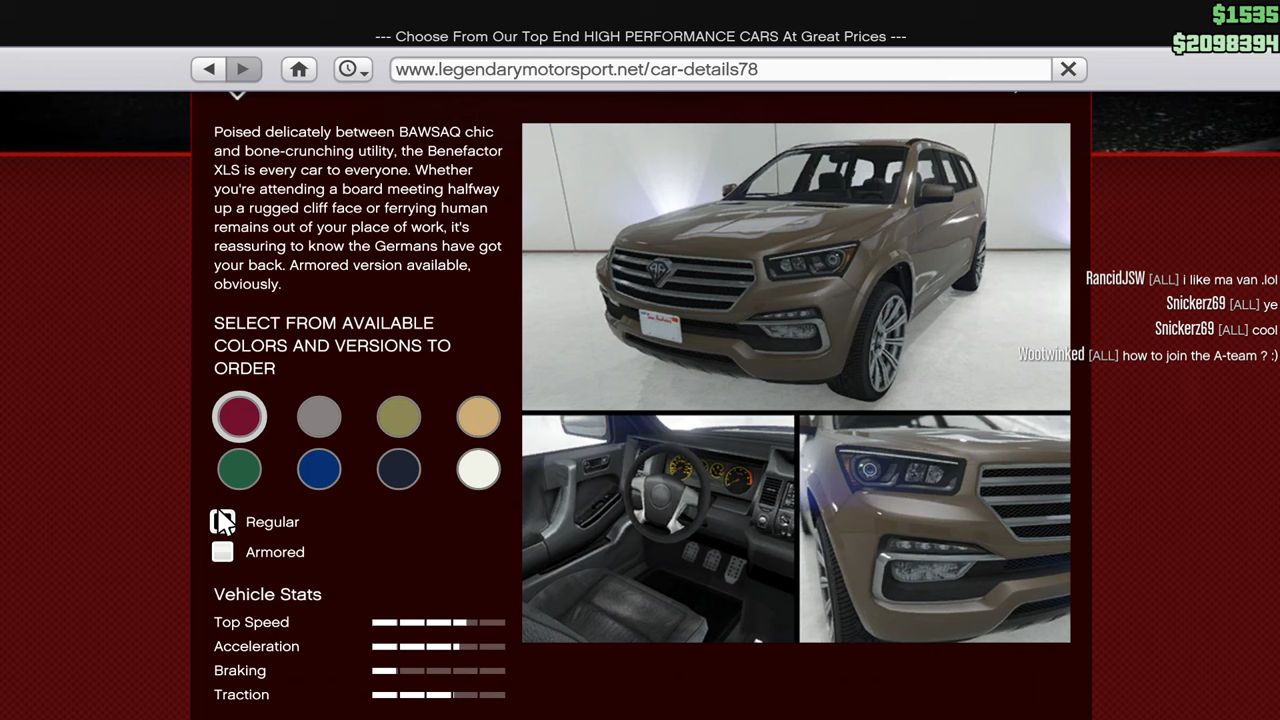 --- Choose From Our Top End HIGH PERFORMANCE CARS At Great Prices ---
$1535
$2098394
www.legendarymotorsport.net/car-details78
Poised delicately between BAWSAQ chic
and bone-crunching utility, the Benefactor
XLS is every car to everyone. Whether
you're attending a board meeting halfway
up a rugged cliff face or ferrying human
remains out of your place of work, it's
reassuring to know the Germans have got
your back. Armored version available,
obviously.
SELECT FROM AVAILABLE
COLORS AND VERSIONS TO
ORDER
Regular
Armored
Vehicle Stats
Top Speed
Acceleration
Braking
Traction
RancidJSW [ALL] i like ma van .lol
Snickerz69 [ALL] ye
Snickerz69 [ALL] cool
Wootwinked [ALL] how to join the A-team ? :)